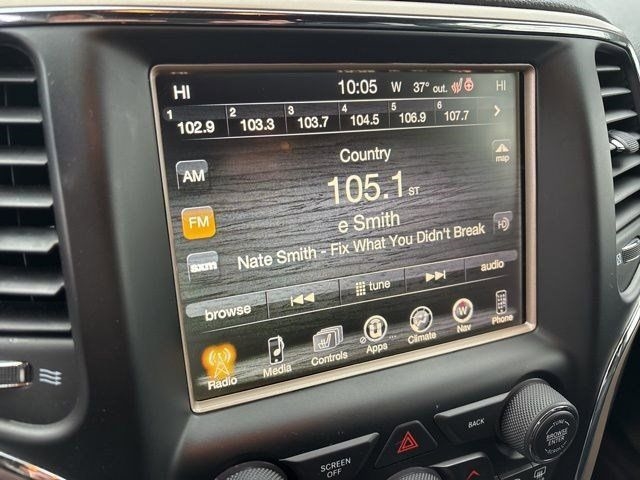 HI 10:05 W 37° out. HI
1 2 3 4 5 6
102.9 103.3 103.7 104.5 106.9 107.7
Country
AM map
105.1 ST
FM e Smith
Nate Smith - Fix What You Didn't Break
browse tune audio
Radio Media Controls Apps Climate Nav Phone
W
SCREEN OFF
BACK
TUNE
BROWSE
ENTER
SCROLL